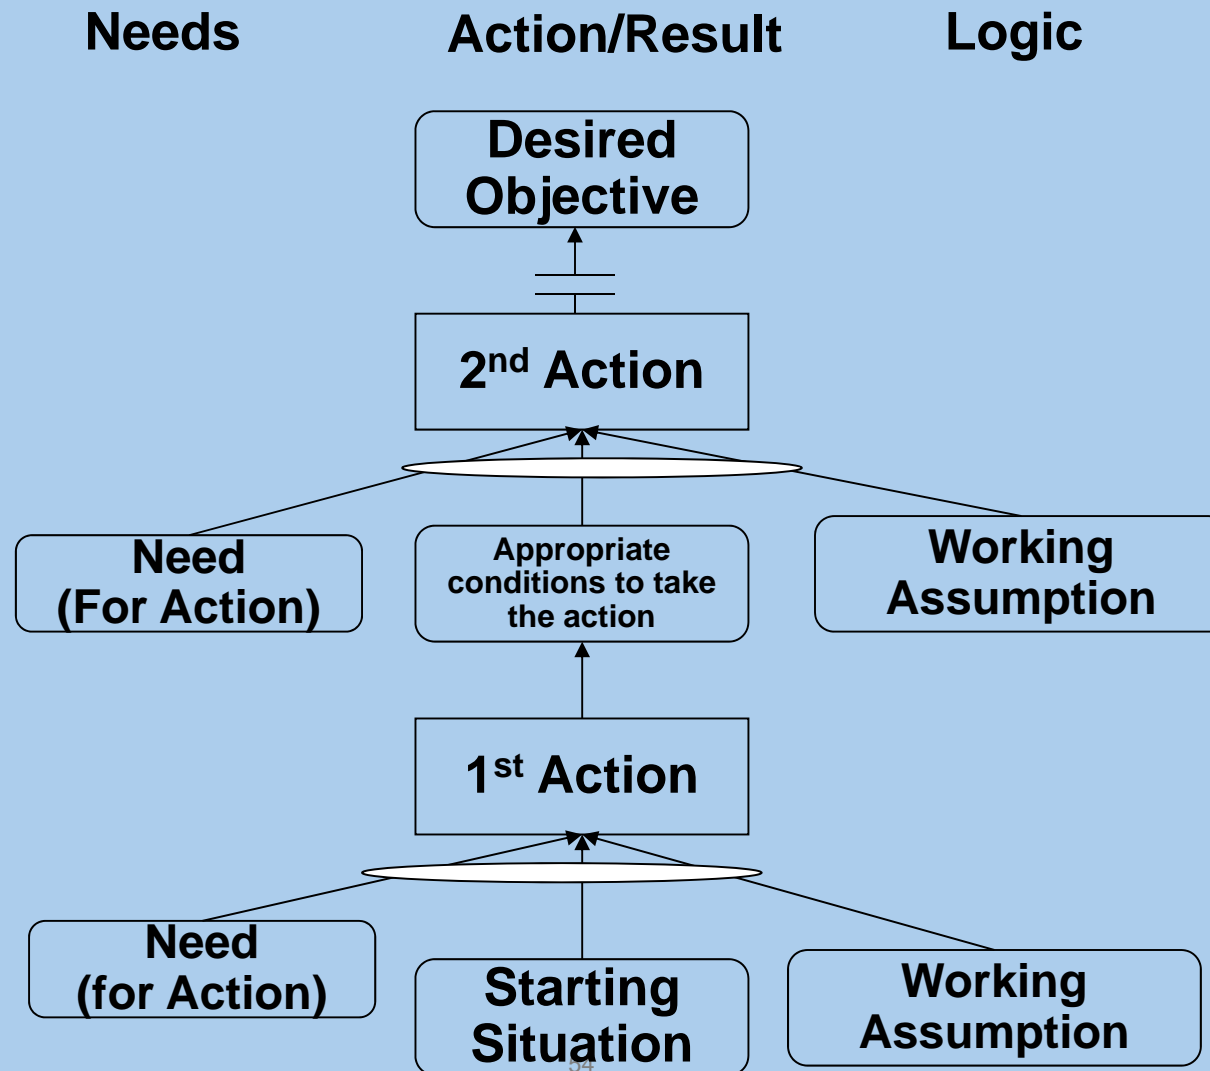 Needs
Action/Result
Logic
Desired
Objective
2nd Action
Need
(For Action)
Appropriate
conditions to take
the action
Working
Assumption
1st Action
Need
(for Action)
Starting
Situation
Working
Assumption
54